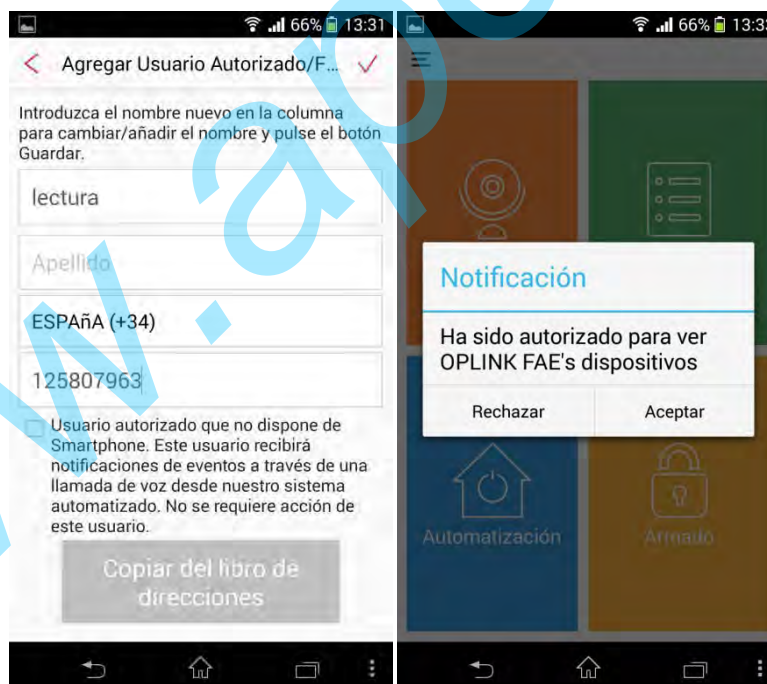 66% 13:31
Agregar Usuario Autorizado/F...
Introduzca el nombre nuevo en la columna
para cambiar/añadir el nombre y pulse el botón
Guardar.
lectura
Apellido
ESPAñA (+34)
125807963
Usuario autorizado que no dispone de
Smartphone. Este usuario recibirá
notificaciones de eventos a través de una
llamada de voz desde nuestro sistema
automatizado. No se requiere acción de
este usuario.
Copiar del libro de
direcciones
66% 13:33
Notificación
Ha sido autorizado para ver
OPLINK FAE's dispositivos
Rechazar Aceptar
Automatización Armado